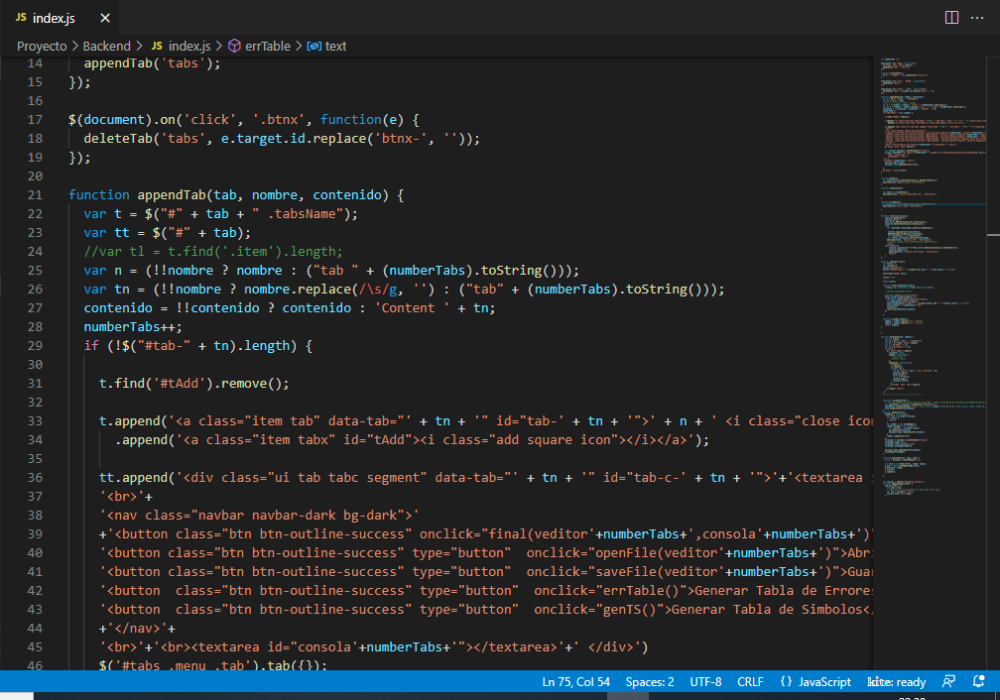 JS index.js ×
Proyecto > Backend > JS index.js > errTable > text
14 appendTab('tabs');
15 });
16
17 $(document).on('click', '.btnx', function(e) {
18 deleteTab('tabs', e.target.id.replace('btnx-', ''));
19 });
20
21 function appendTab(tab, nombre, contenido) {
22 var t = $("#" + tab + " .tabsName");
23 var tt = $("#" + tab);
24 //var tl = t.find('.item').length;
25 var n = (!!nombre ? nombre : ("tab " + (numberTabs).toString()));
26 var tn = (!!nombre ? nombre.replace(/\s/g, '') : ("tab" + (numberTabs).toString()));
27 contenido = !!contenido ? contenido : 'Content ' + tn;
28 numberTabs++;
29 if (!$("#tab-" + tn).length) {
30
31 t.find('#tAdd').remove();
32
33 t.append('<a class="item tab" data-tab="' + tn + '" id="tab-' + tn + '">' + n + ' <i class="close icon
34 .append('<a class="item tabx" id="tAdd"><i class="add square icon"></i></a>');
35
36 tt.append('<div class="ui tab tabc segment" data-tab="' + tn + '" id="tab-c-' + tn + '">'+'<textarea i
37 '<br>'+
38 '<nav class="navbar navbar-dark bg-dark">'
39 +'<button class="btn btn-outline-success" onclick="final(veditor'+numberTabs+',consola'+numberTabs+')"
40 '<button class="btn btn-outline-success" type="button"  onclick="openFile(veditor'+numberTabs+')">Abri
41 '<button class="btn btn-outline-success" type="button"  onclick="saveFile(veditor'+numberTabs+')">Guar
42 '<button  class="btn btn-outline-success" type="button"  onclick="errTable()">Generar Tabla de Errores
43 '<button  class="btn btn-outline-success" type="button"  onclick="genTS()">Generar Tabla de Simbolos<
44 +'</nav>'+
45 '<br>'+'<br><textarea id="consola'+numberTabs+'"></textarea>'+' </div>')
46 $('#tabs .menu .tab').tab({});
Ln 75, Col 54 Spaces: 2 UTF-8 CRLF {} JavaScript kite: ready